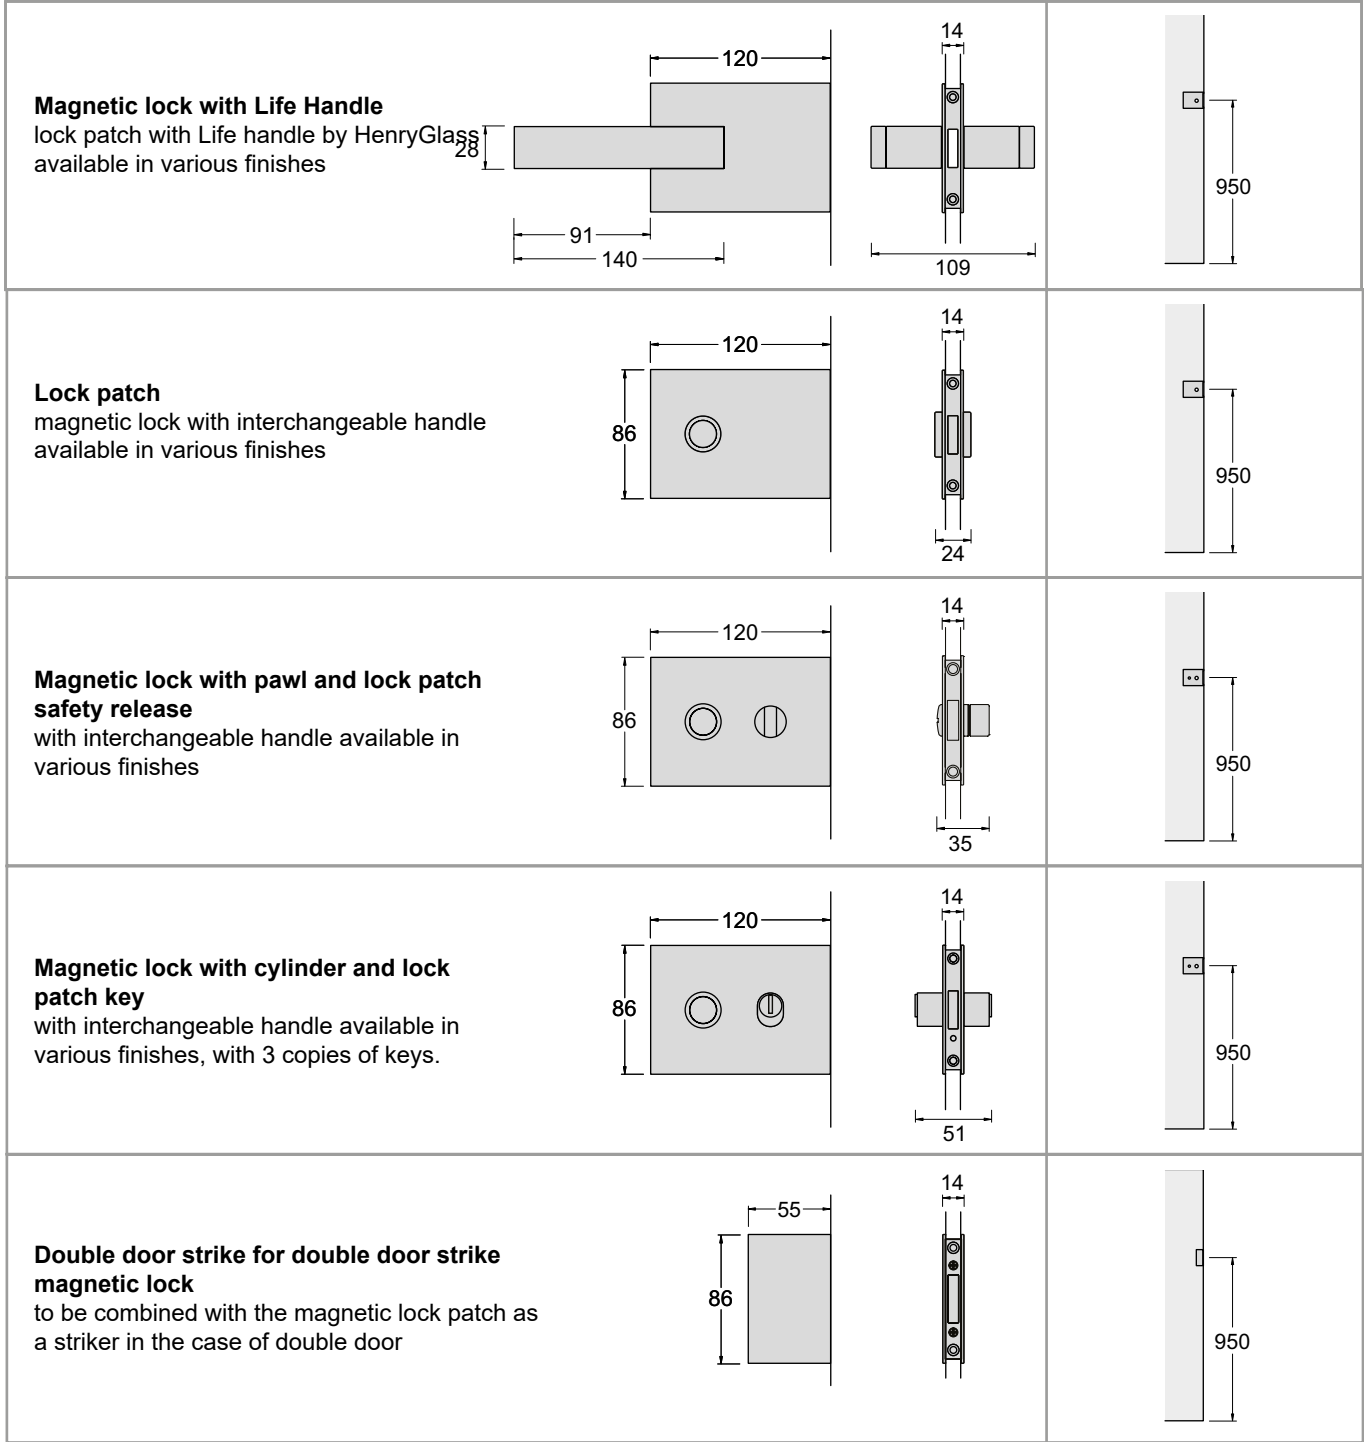 14
120
Magnetic lock with Life Handle
lock patch with Life handle by HenryGlass
28
available in various finishes
950
91
140
109
14
120
Lock patch
magnetic lock with interchangeable handle
86
available in various finishes
950
24
14
120
Magnetic lock with pawl and lock patch
safety release
86
with interchangeable handle available in
various finishes
950
35
14
120
Magnetic lock with cylinder and lock
patch key
86
with interchangeable handle available in
various finishes, with 3 copies of keys.
950
51
14
55
Double door strike for double door strike
magnetic lock
86
to be combined with the magnetic lock patch as
a striker in the case of double door
950